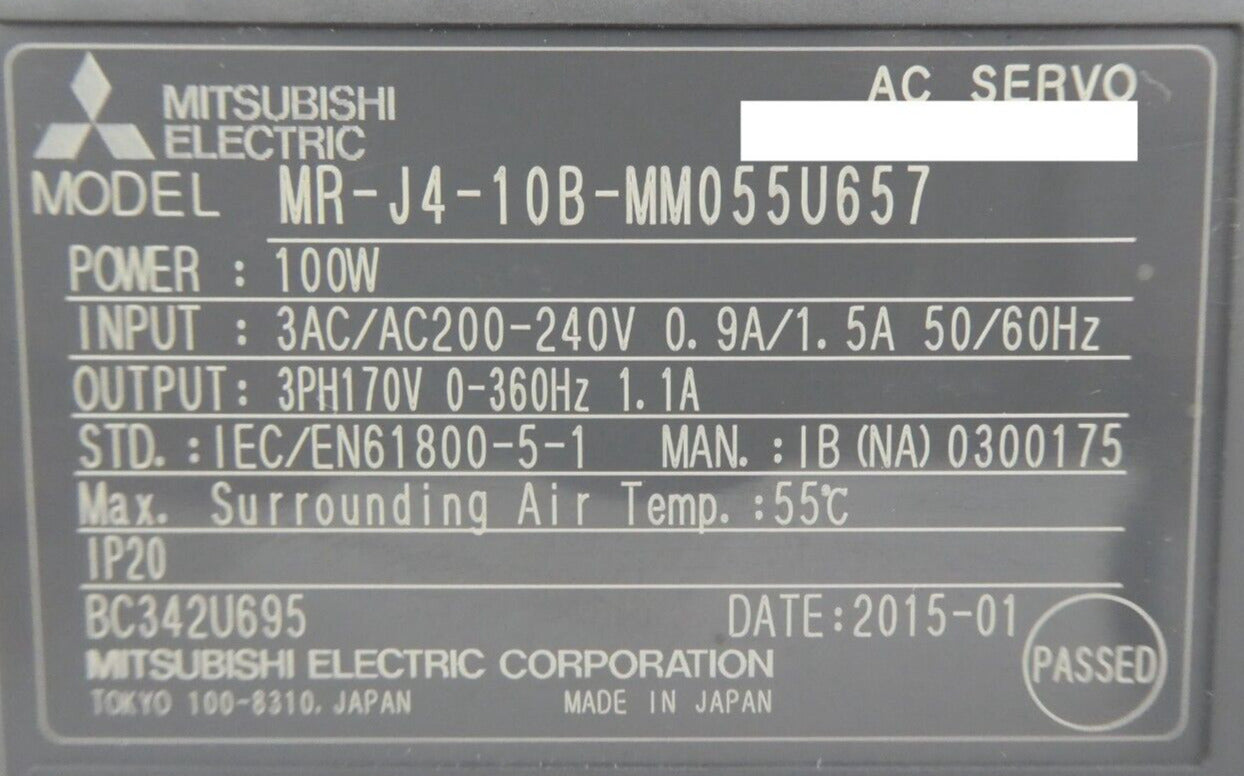 MITSUBISHI
ELECTRIC
AC SERVO
MODEL MR-J4-10B-MM055U657
POWER : 100W
INPUT : 3AC/AC200-240V 0.9A/1.5A 50/60Hz
OUTPUT: 3PH170V 0-360Hz 1.1A
STD.:IEC/EN61800-5-1 MAN.:IB(NA)0300175
Max. Surrounding Air Temp.:55℃
IP20
BC342U695 DATE:2015-01
MITSUBISHI ELECTRIC CORPORATION
PASSED
TOKYO 100-8310, JAPAN MADE IN JAPAN